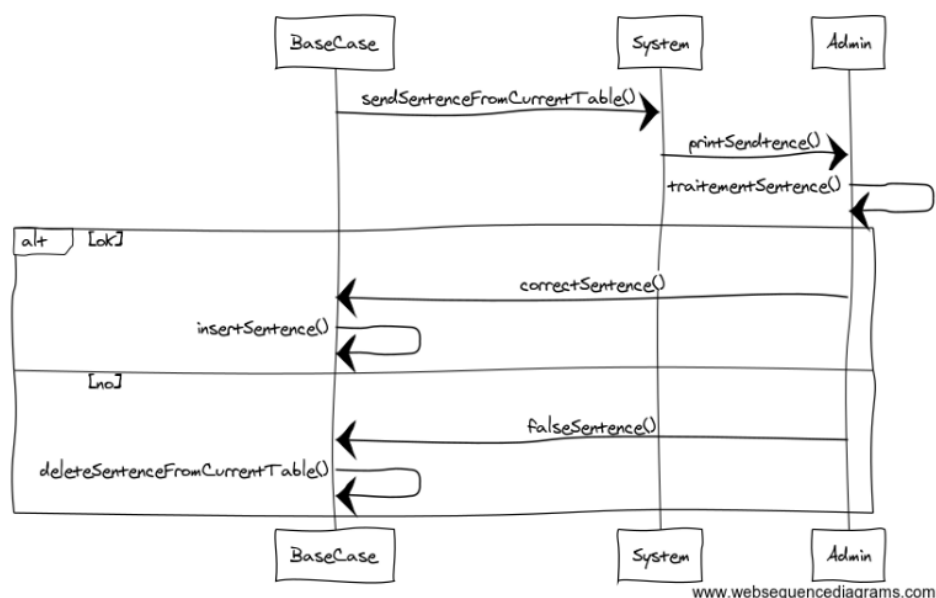 BaseCase System Admin
sendSentenceFromCurrentTable()
printSendtence()
traitementSentence()
alt [ok]
correctSentence()
insertSentence()
[no]
falseSentence()
deleteSentenceFromCurrentTable()
BaseCase System Admin
www.websequencediagrams.com